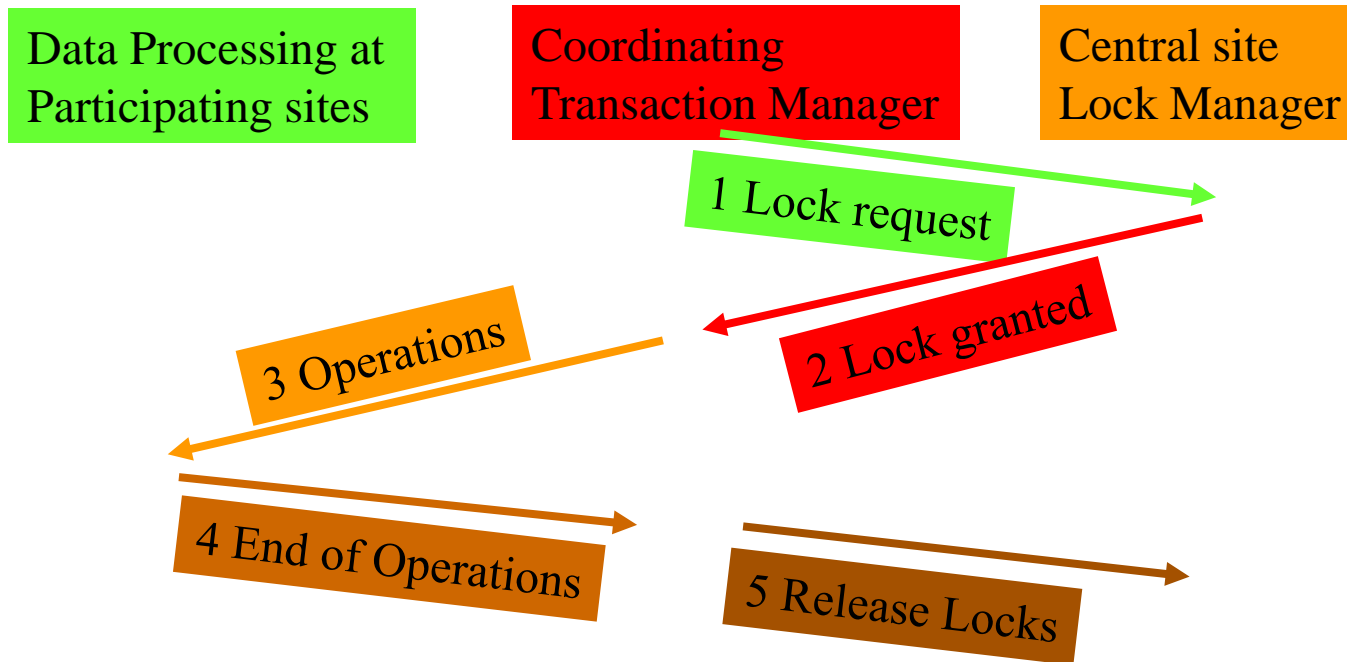 Data Processing at
Participating sites
Coordinating
Transaction Manager
Central site
Lock Manager
1 Lock request
2 Lock granted
3 Operations
4 End of Operations
5 Release Locks